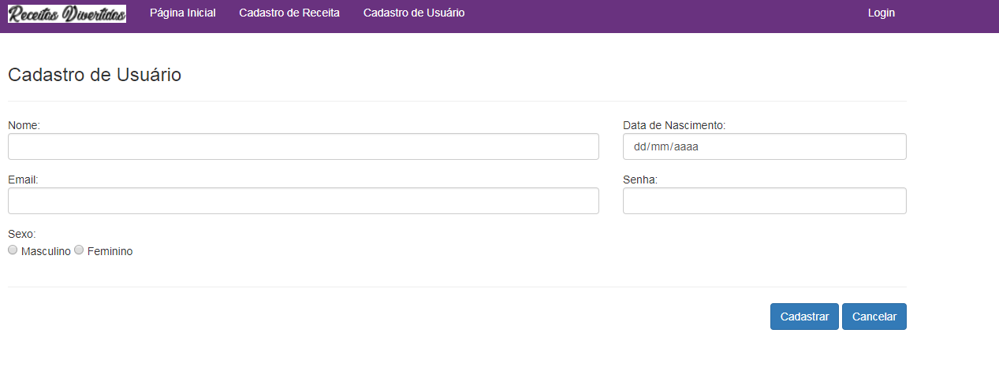 Receitas Divertidas Página Inicial Cadastro de Receita Cadastro de Usuário Login
Cadastro de Usuário
Nome: Data de Nascimento:
dd/mm/aaaa
Email: Senha:
Sexo:
Masculino Feminino
Cadastrar Cancelar